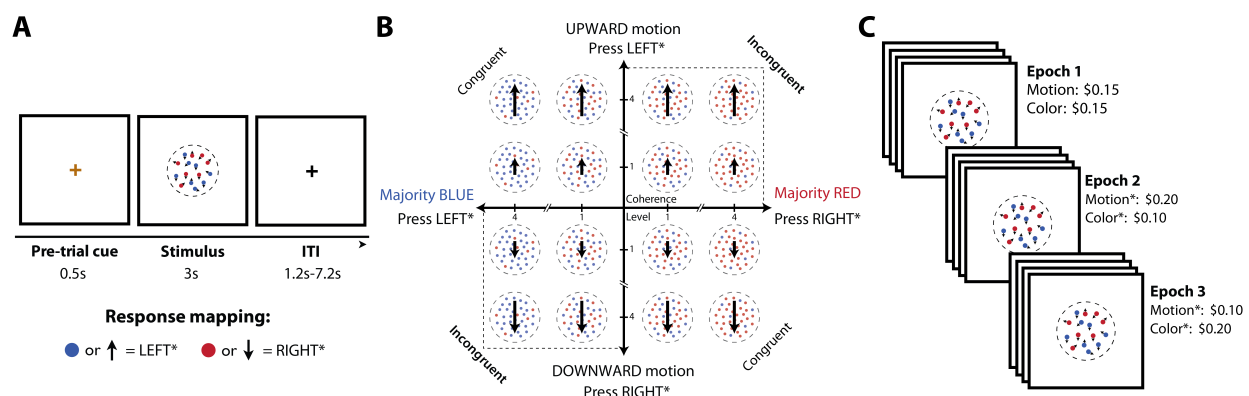 A
+
+
Pre-trial cue
Stimulus
ITI
0.5s
3s
1.2s-7.2s
Response mapping:
or = LEFT*
or = RIGHT*
B
UPWARD motion
Press LEFT*
Congruent
Incongruent
4
1
Majority BLUE
Coherence
Majority RED
Press LEFT*
4
1
Level
1
4
Press RIGHT*
1
4
Incongruent
Congruent
DOWNWARD motion
Press RIGHT*
C
Epoch 1
Motion: $0.15
Color: $0.15
Epoch 2
Motion*: $0.20
Color*: $0.10
Epoch 3
Motion*: $0.10
Color*: $0.20